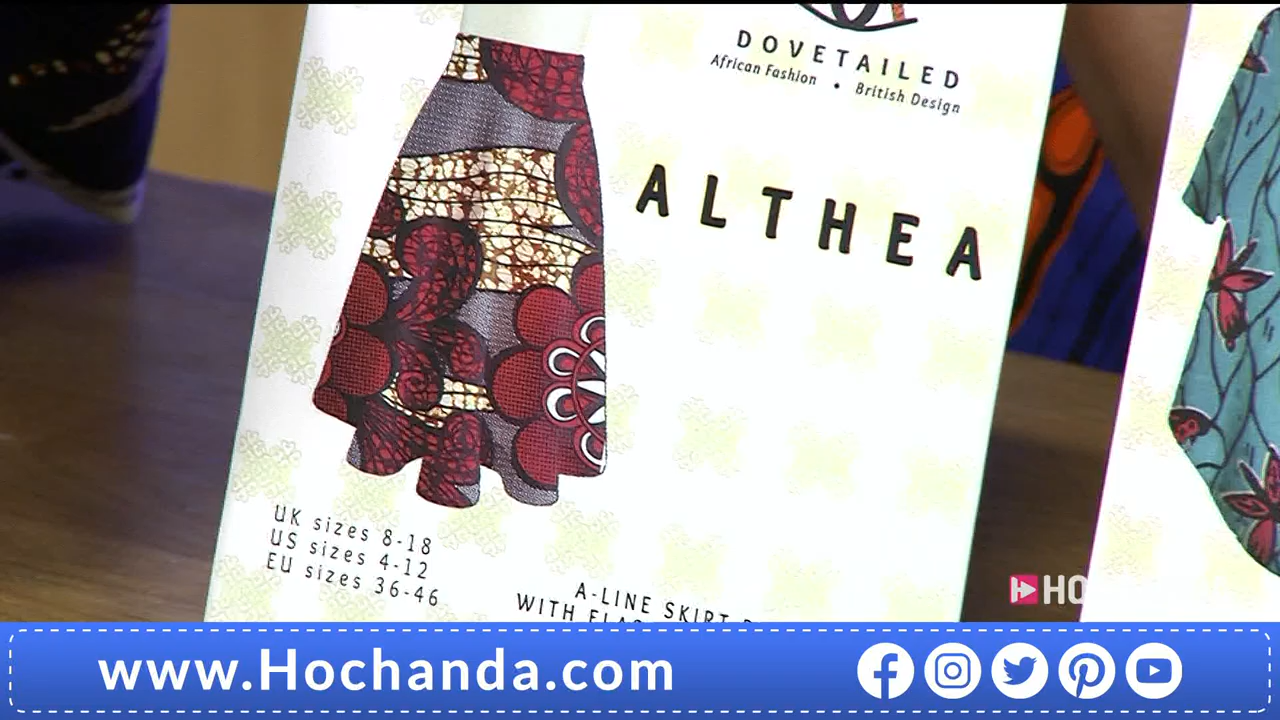 DOVETAILED
African Fashion • British Design
ALTHEA
UK sizes 8-18
US sizes 4-12
EU sizes 36-46
A-LINE SKIRT
WITH
HO
www.Hochanda.com